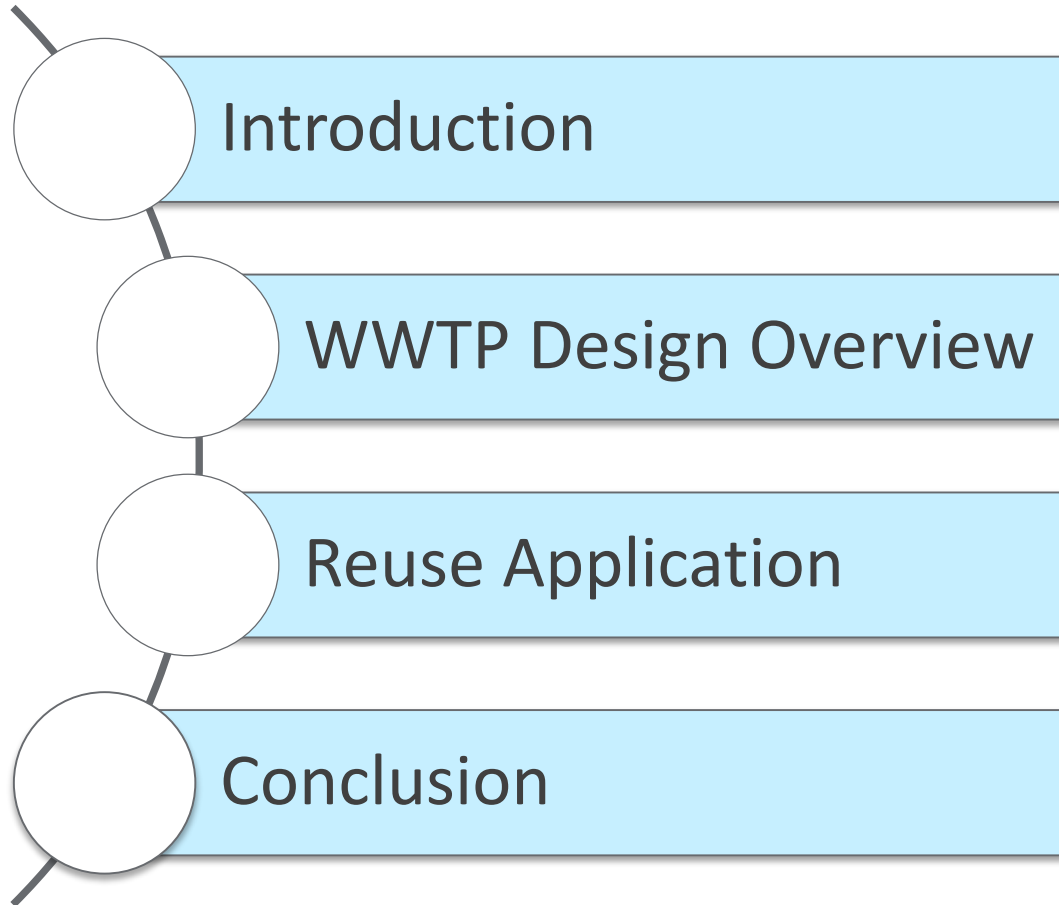 Introduction
WWTP Design Overview
Reuse Application
Conclusion